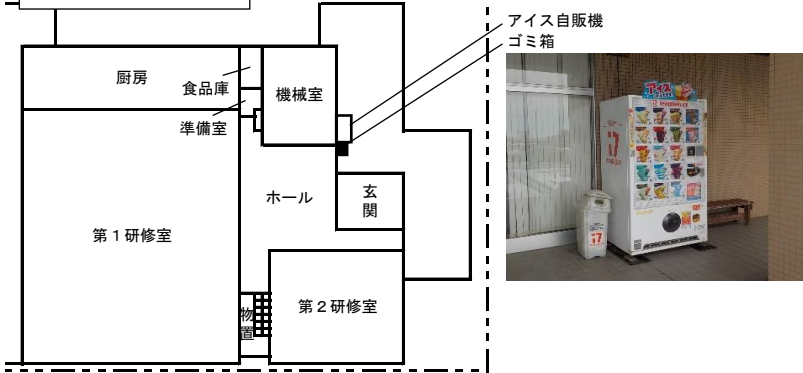 アイス自販機
ゴミ箱
厨房
食品庫
機械室
準備室
ホール
玄関
第１研修室
第２研修室
物置
アイス
17
17